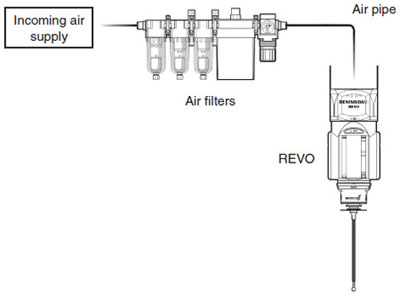 Incoming air
supply
Air pipe
Air filters
RENISHAW
REVO
REVO